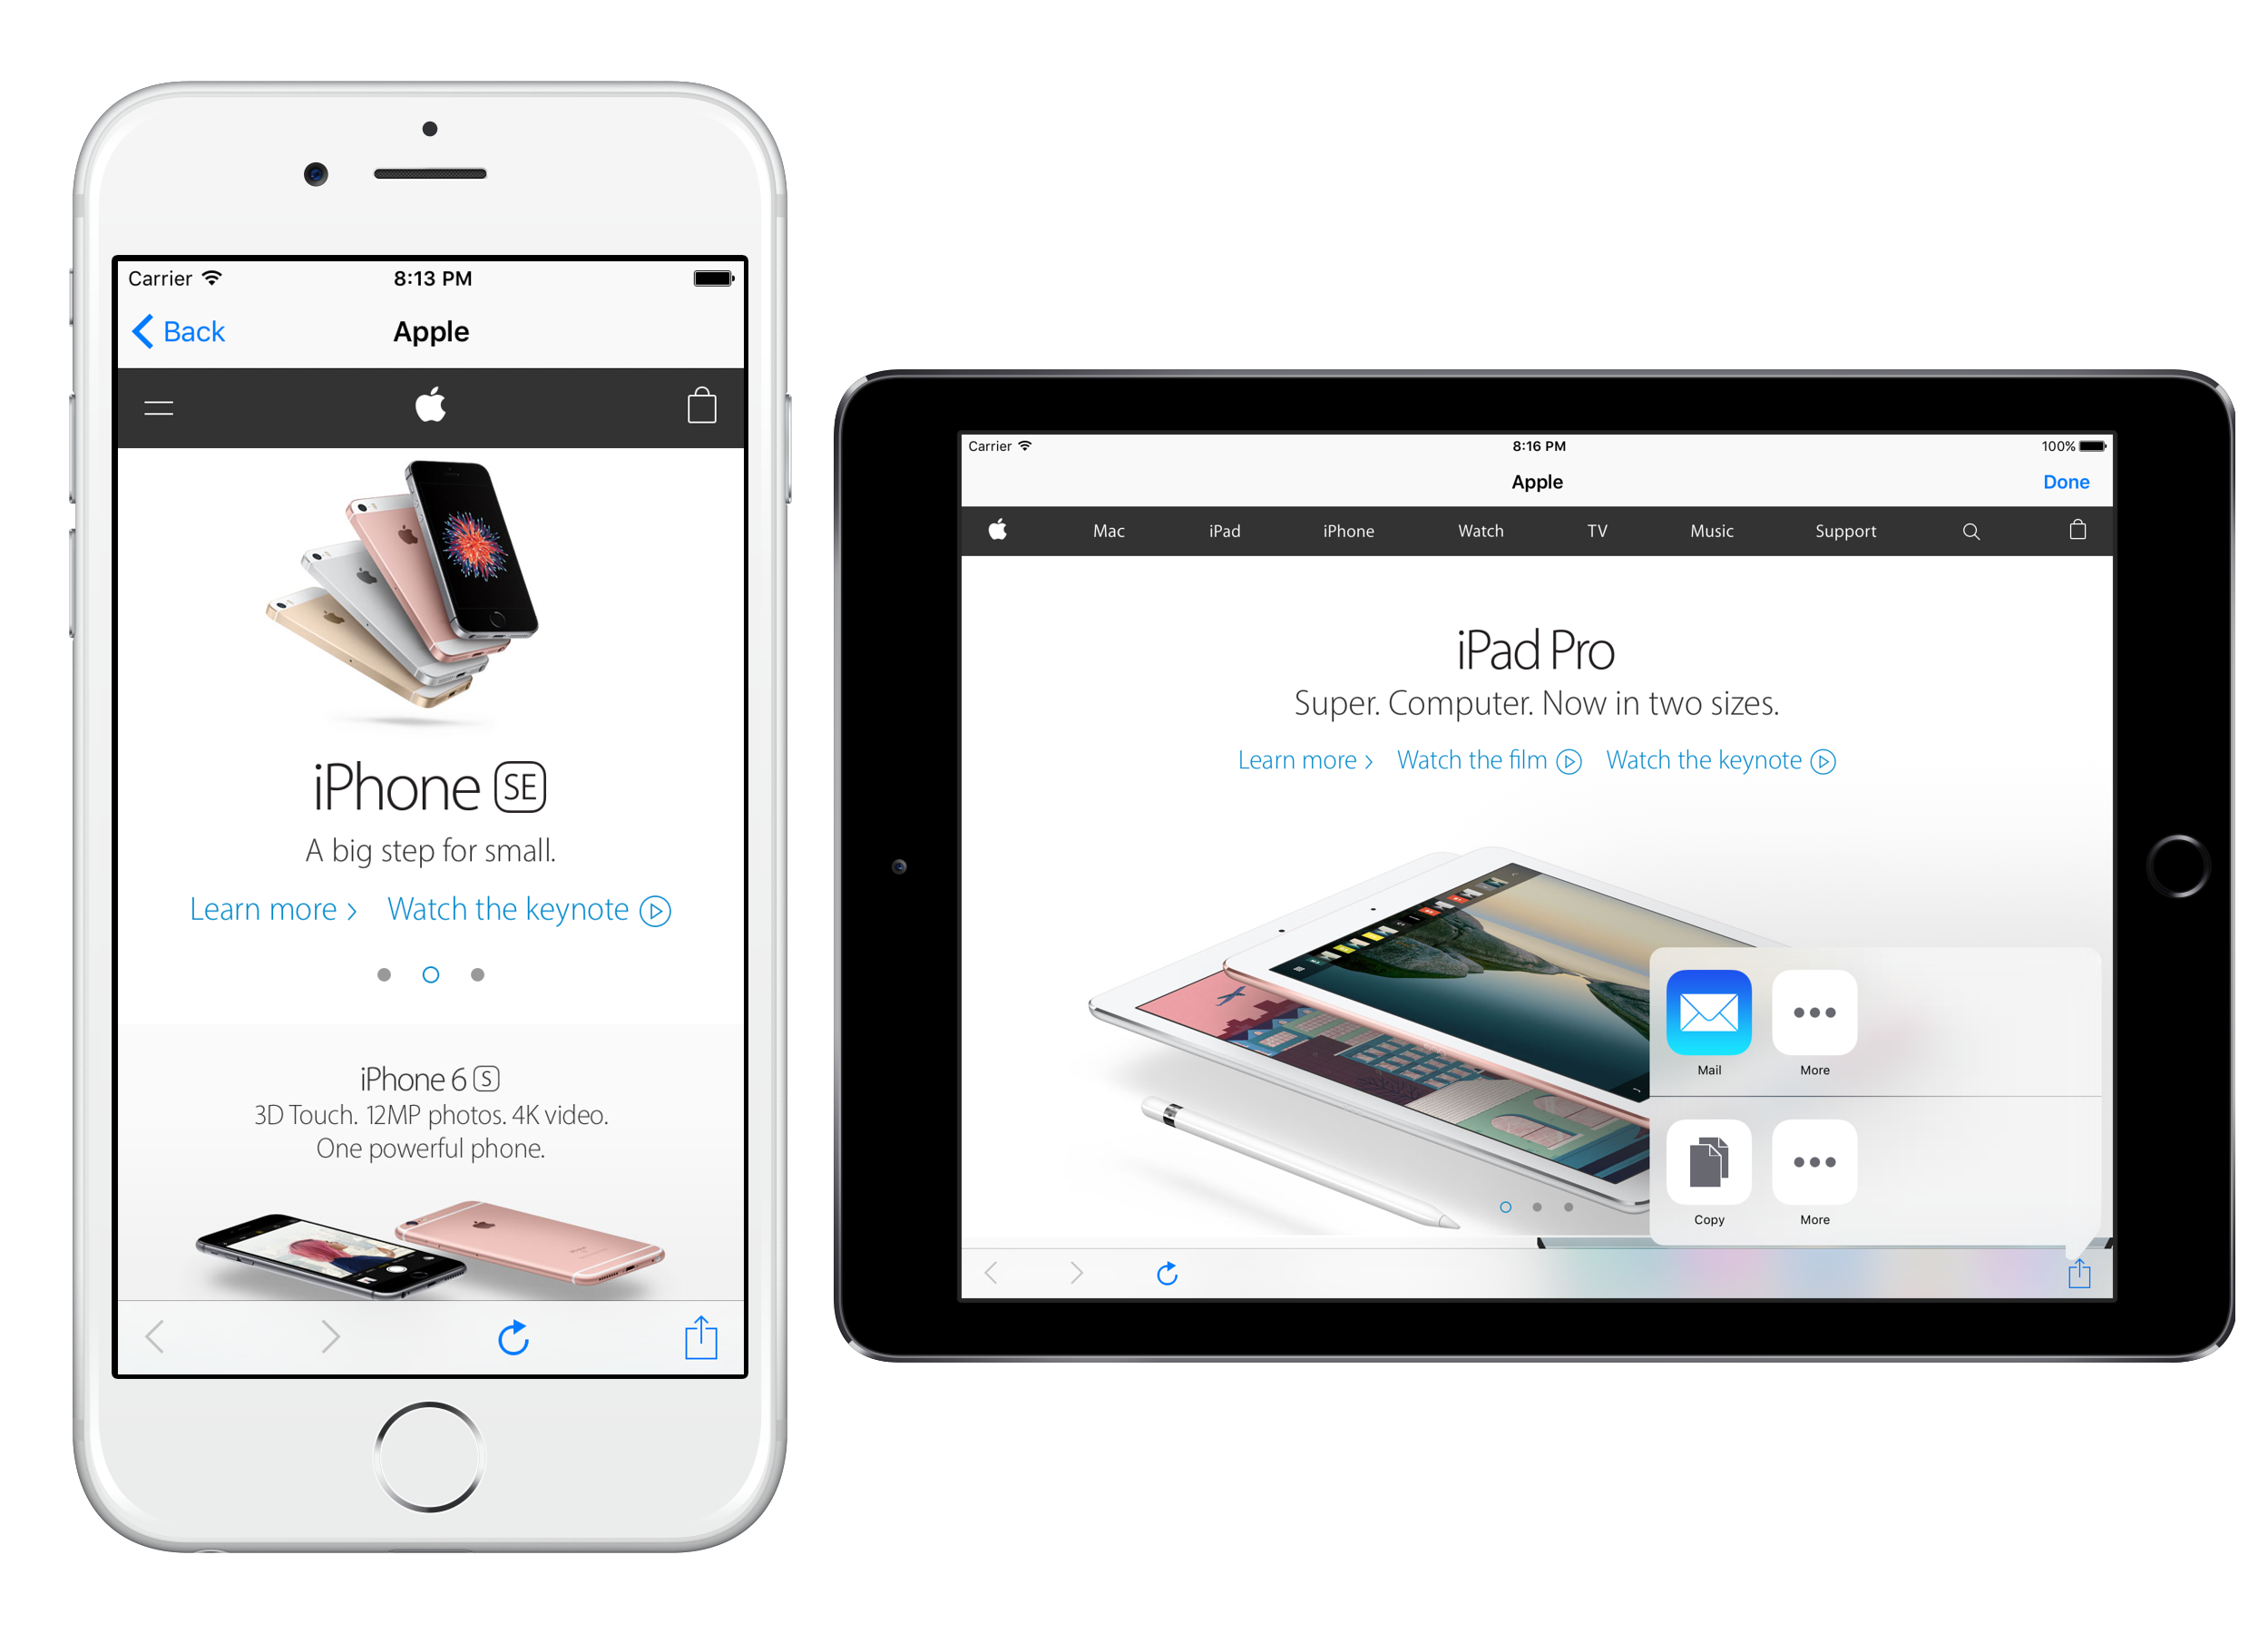 Carrier 8:13 PM
Back Apple
iPhone SE
A big step for small.
Learn more Watch the keynote
iPhone 6 S
3D Touch. 12MP photos. 4K video.
One powerful phone.
Carrier 8:16 PM 100%
Apple Done
Mac iPad iPhone Watch TV Music Support
iPad Pro
Super. Computer. Now in two sizes.
Learn more Watch the film Watch the keynote
Mail More
Copy More